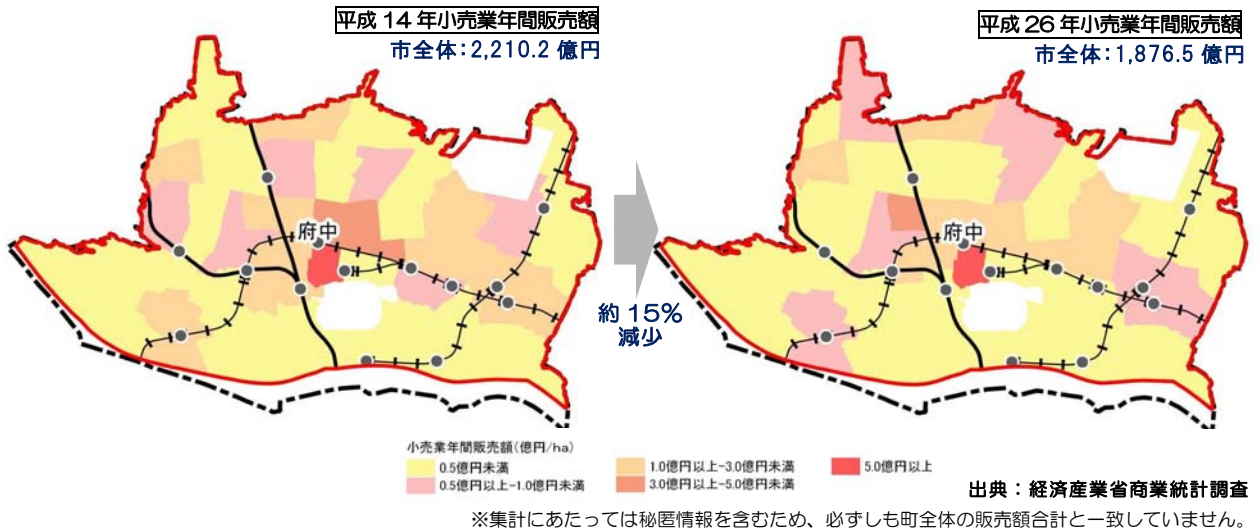 平成 14 年小売業年間販売額
市全体：2,210.2 億円
平成 26 年小売業年間販売額
市全体：1,876.5 億円
府中
府中
約 15%
減少
小売業年間販売額(億円/ha)
0.5億円未満
0.5億円以上-1.0億円未満
1.0億円以上-3.0億円未満
3.0億円以上-5.0億円未満
5.0億円以上
出典：経済産業省商業統計調査
※集計にあたっては秘匿情報を含むため、必ずしも町全体の販売額合計と一致していません。